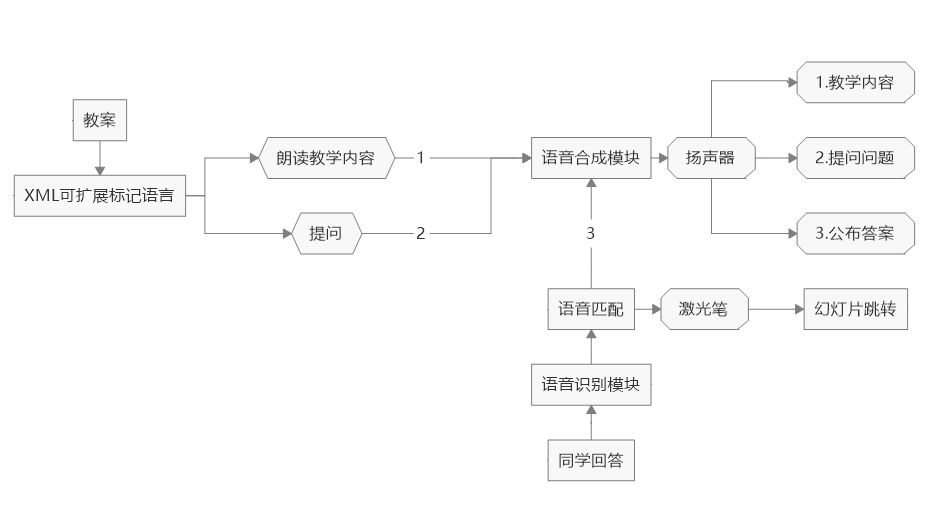 教案
XML可扩展标记语言
朗读教学内容
1
提问
2
语音合成模块
扬声器
1.教学内容
2.提问问题
3.公布答案
3
语音匹配
激光笔
幻灯片跳转
语音识别模块
同学回答